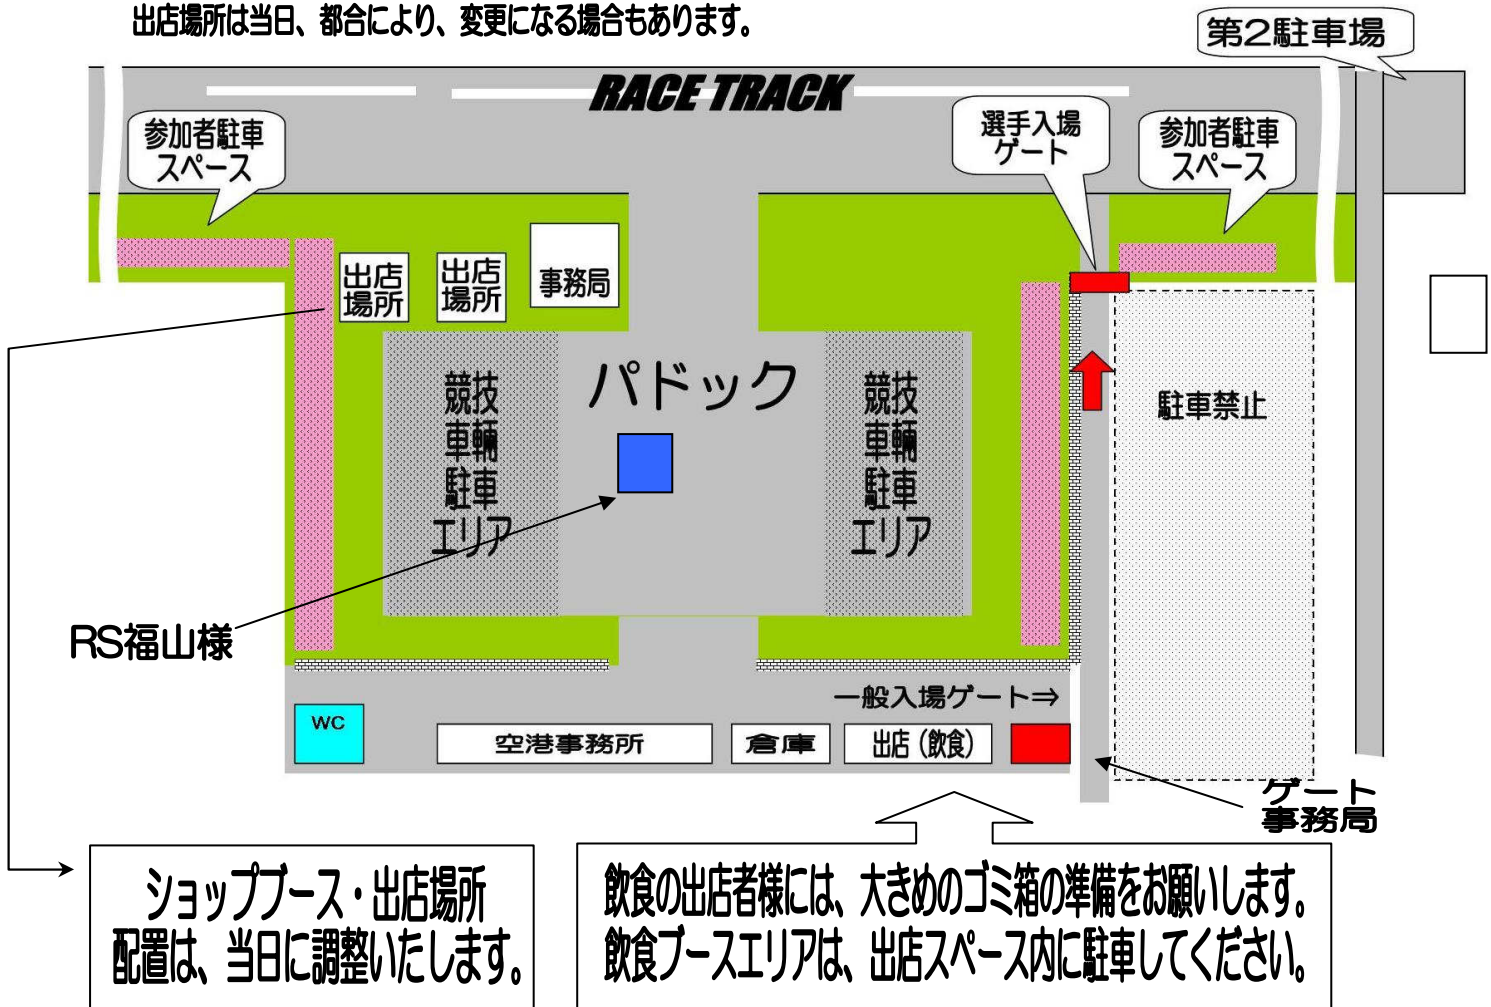 出店場所は当日、都合により、変更になる場合もあります。
第2駐車場
RACE TRACK
参加者駐車
スペース
選手入場
ゲート
参加者駐車
スペース
出店
場所
出店
場所
事務局
競技
車輌
駐車
エリア
パドック
競技
車輌
駐車
エリア
駐車禁止
RS福山様
一般入場ゲート⇒
WC
空港事務所
倉庫
出店（飲食）
ゲート
事務局
ショップブース・出店場所
配置は、当日に調整いたします。
飲食の出店者様には、大きめのゴミ箱の準備をお願いします。
飲食ブースエリアは、出店スペース内に駐車してください。